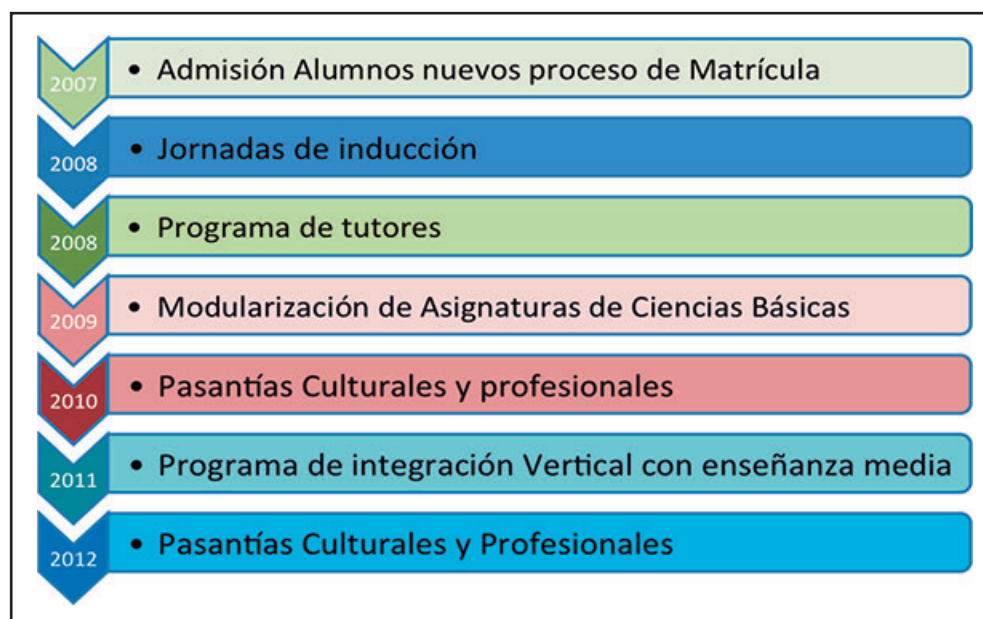 2007
• Admisión Alumnos nuevos proceso de Matrícula
2008
• Jornadas de inducción
2008
• Programa de tutores
2009
• Modularización de Asignaturas de Ciencias Básicas
2010
• Pasantías Culturales y profesionales
2011
• Programa de integración Vertical con enseñanza media
2012
• Pasantías Culturales y Profesionales